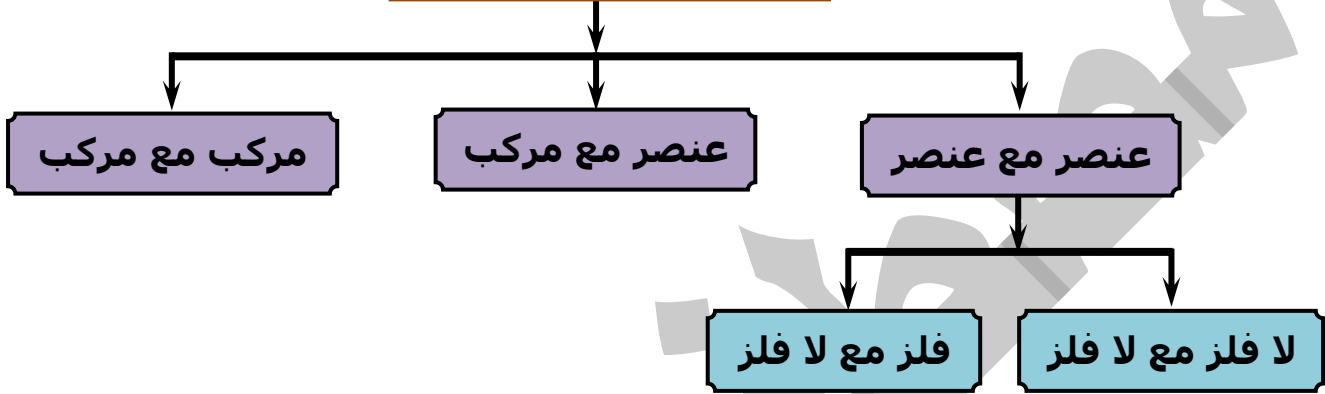 عنصر مع عنصر
عنصر مع مركب
مركب مع مركب
لا فلز مع لا فلز
فلز مع لا فلز